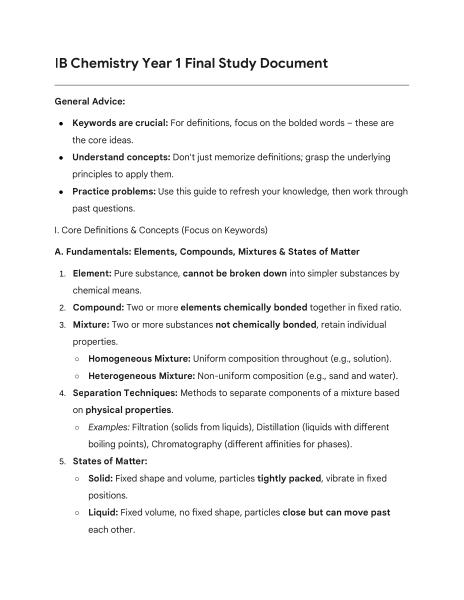 IB Chemistry Year 1 Final Study Document
General Advice:
● Keywords are crucial: For definitions, focus on the bolded words – these are
the core ideas.
● Understand concepts: Don't just memorize definitions; grasp the underlying
principles to apply them.
● Practice problems: Use this guide to refresh your knowledge, then work through
past questions.
I. Core Definitions & Concepts (Focus on Keywords)
A. Fundamentals: Elements, Compounds, Mixtures & States of Matter
1. Element: Pure substance, cannot be broken down into simpler substances by
chemical means.
2. Compound: Two or more elements chemically bonded together in fixed ratio.
3. Mixture: Two or more substances not chemically bonded, retain individual
properties.
○ Homogeneous Mixture: Uniform composition throughout (e.g., solution).
○ Heterogeneous Mixture: Non-uniform composition (e.g., sand and water).
4. Separation Techniques: Methods to separate components of a mixture based
on physical properties.
○ Examples: Filtration (solids from liquids), Distillation (liquids with different
boiling points), Chromatography (different affinities for phases).
5. States of Matter:
○ Solid: Fixed shape and volume, particles tightly packed, vibrate in fixed
positions.
○ Liquid: Fixed volume, no fixed shape, particles close but can move past
each other.